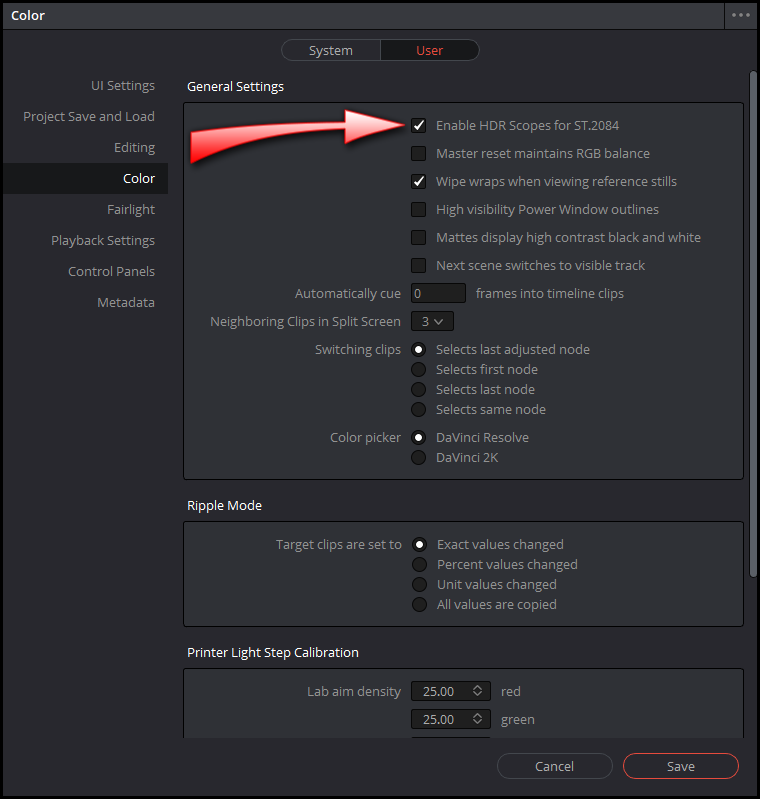 Color
System User
UI Settings
Project Save and Load
Editing
Color
Fairlight
Playback Settings
Control Panels
Metadata
General Settings
Enable HDR Scopes for ST.2084
Master reset maintains RGB balance
Wipe wraps when viewing reference stills
High visibility Power Window outlines
Mattes display high contrast black and white
Next scene switches to visible track
Automatically cue 0 frames into timeline clips
Neighboring Clips in Split Screen 3
Switching clips Selects last adjusted node
Selects first node
Selects last node
Selects same node
Color picker DaVinci Resolve
DaVinci 2K
Ripple Mode
Target clips are set to Exact values changed
Percent values changed
Unit values changed
All values are copied
Printer Light Step Calibration
Lab aim density 25.00 red
25.00 green
Cancel Save